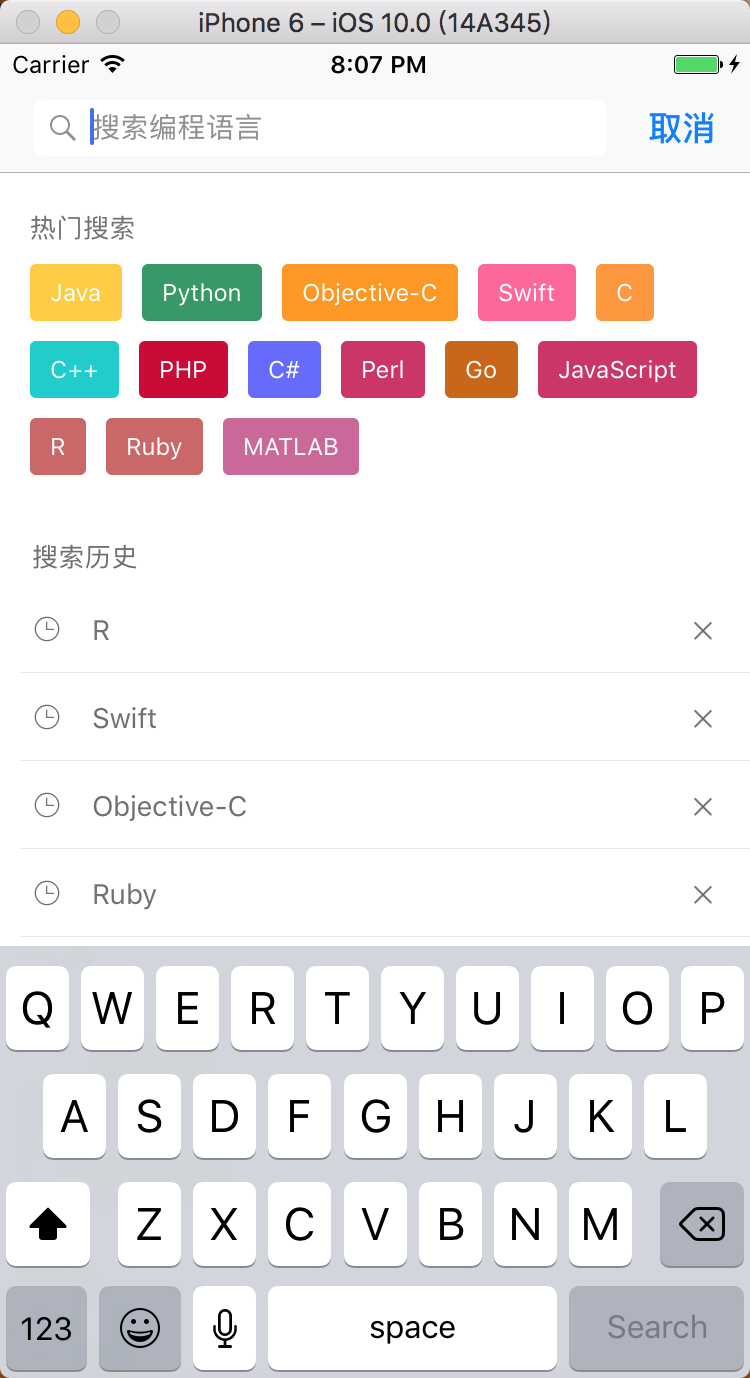 iPhone 6 – iOS 10.0 (14A345)
Carrier 8:07 PM
搜索编程语言 取消
热门搜索
Java Python Objective-C Swift C
C++ PHP C# Perl Go JavaScript
R Ruby MATLAB
搜索历史
R
Swift
Objective-C
Ruby
Q W E R T Y U I O P
A S D F G H J K L
Z X C V B N M
123 space Search